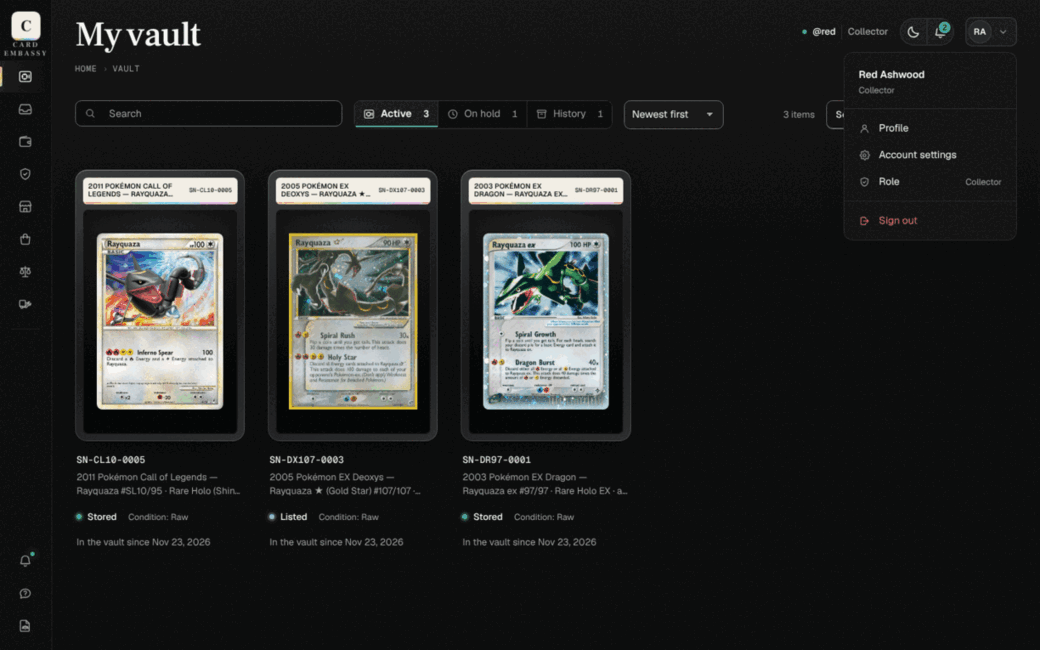 C
CARD
EMBASSY
My vault
HOME › VAULT
@red
Collector
2
RA
Red Ashwood
Collector
Profile
Account settings
Role
Collector
Sign out
Search
Active 3
On hold 1
History 1
Newest first
3 items
2011 POKÉMON CALL OF
LEGENDS — RAYQUAZA…
SN-CL10-0005
2005 POKÉMON EX
DEOXYS — RAYQUAZA ★…
SN-DX107-0003
2003 POKÉMON EX
DRAGON — RAYQUAZA EX…
SN-DR97-0001
Rayquaza
100
BASIC
Inferno Spear 100
Rayquaza
90 HP
Spiral Rush 30
Holy Star
Rayquaza ex 100 HP
Spiral Growth
Dragon Burst 40
SN-CL10-0005
2011 Pokémon Call of Legends —
Rayquaza #SL10/95 · Rare Holo (Shin…
Stored
Condition: Raw
In the vault since Nov 23, 2026
SN-DX107-0003
2005 Pokémon EX Deoxys —
Rayquaza ★ (Gold Star) #107/107 ·…
Listed
Condition: Raw
In the vault since Nov 23, 2026
SN-DR97-0001
2003 Pokémon EX Dragon —
Rayquaza ex #97/97 · Rare Holo EX · a…
Stored
Condition: Raw
In the vault since Nov 23, 2026